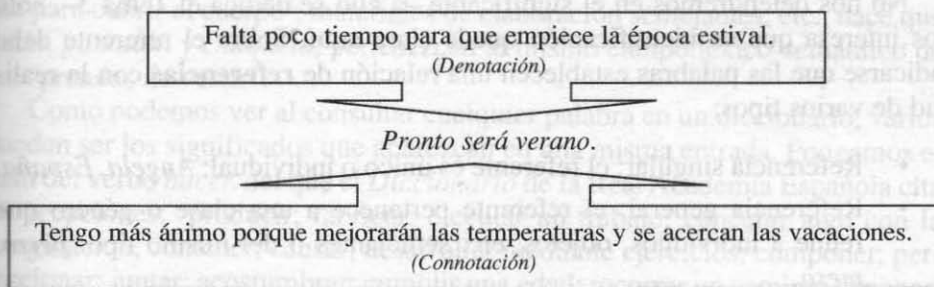 Falta poco tiempo para que empiece la época estival.
(Denotación)
Pronto será verano.
Tengo más ánimo porque mejorarán las temperaturas y se acercan las vacaciones.
(Connotación)